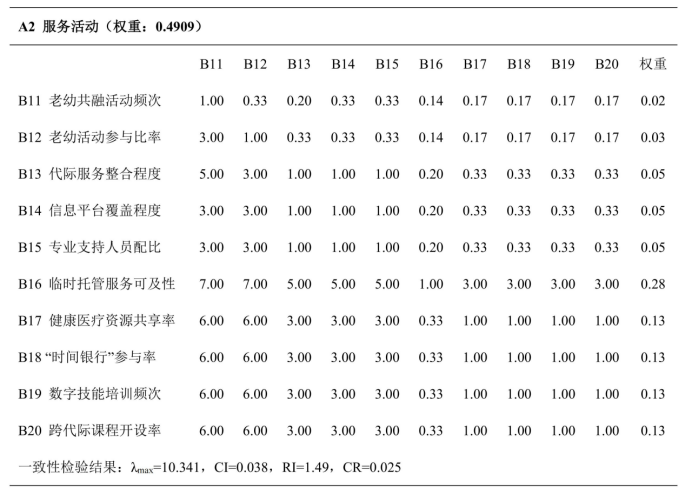 A2 服务活动（权重：0.4909）
B11 B12 B13 B14 B15 B16 B17 B18 B19 B20 权重
B11 老幼共融活动频次 1.00 0.33 0.20 0.33 0.33 0.14 0.17 0.17 0.17 0.17 0.02
B12 老幼活动参与比率 3.00 1.00 0.33 0.33 0.33 0.14 0.17 0.17 0.17 0.17 0.03
B13 代际服务整合程度 5.00 3.00 1.00 1.00 1.00 0.20 0.33 0.33 0.33 0.33 0.05
B14 信息平台覆盖程度 3.00 3.00 1.00 1.00 1.00 0.20 0.33 0.33 0.33 0.33 0.05
B15 专业支持人员配比 3.00 3.00 1.00 1.00 1.00 0.20 0.33 0.33 0.33 0.33 0.05
B16 临时托管服务可及性 7.00 7.00 5.00 5.00 5.00 1.00 3.00 3.00 3.00 3.00 0.28
B17 健康医疗资源共享率 6.00 6.00 3.00 3.00 3.00 0.33 1.00 1.00 1.00 1.00 0.13
B18 “时间银行”参与率 6.00 6.00 3.00 3.00 3.00 0.33 1.00 1.00 1.00 1.00 0.13
B19 数字技能培训频次 6.00 6.00 3.00 3.00 3.00 0.33 1.00 1.00 1.00 1.00 0.13
B20 跨代际课程开设率 6.00 6.00 3.00 3.00 3.00 0.33 1.00 1.00 1.00 1.00 0.13
一致性检验结果：λmax=10.341，CI=0.038，RI=1.49，CR=0.025